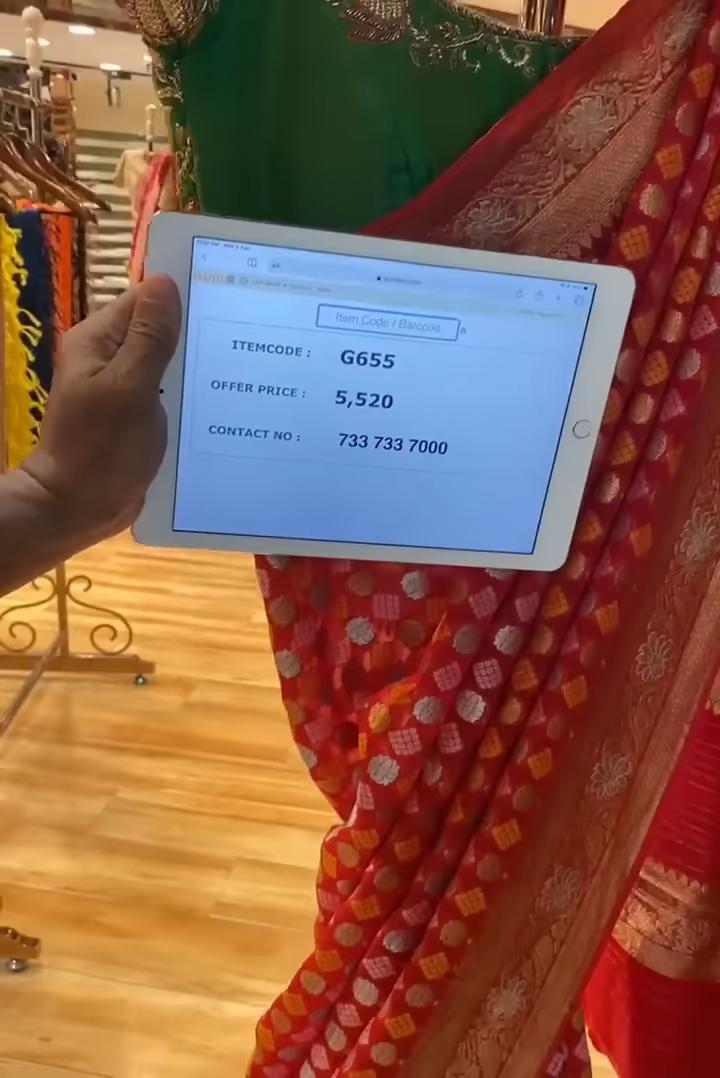 Item Code / Barcode
ITEMCODE : G655
OFFER PRICE : 5,520
CONTACT NO : 733 733 7000